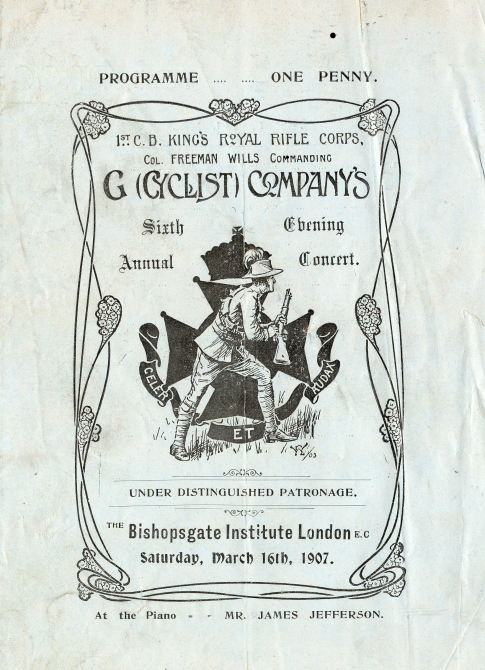 PROGRAMME .... .... ONE PENNY.
1ST C. B. KING'S ROYAL RIFLE CORPS,
COL. FREEMAN WILLS COMMANDING
G (CYCLIST) COMPANY'S
Sixth Evening
Annual Concert.
CELER ET AUDAX
UNDER DISTINGUISHED PATRONAGE.
THE Bishopsgate Institute London E.C
Saturday, March 16th, 1907.
At the Piano - - MR. JAMES JEFFERSON.